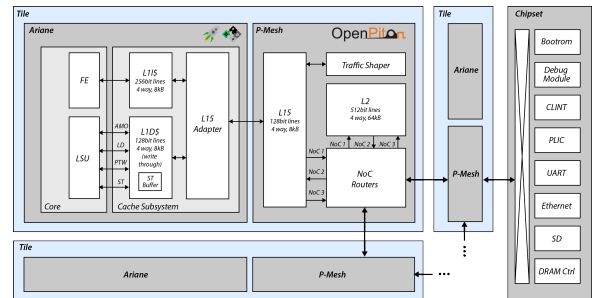 Tile
Ariane
FE
L1I$
256bit lines
4 way, 8kB
LSU
AMO
LD
PTW
ST
L1D$
128bit lines
4 way, 8kB
(write
through)
ST
Buffer
L15
Adapter
Core
Cache Subsystem
P-Mesh
OpenPiton
L15
128bit lines
4 way, 8kB
Traffic Shaper
L2
512bit lines
4 way, 64kB
NoC 1
NoC 2
NoC 3
NoC 1
NoC 2
NoC 3
NoC
Routers
Tile
Ariane
P-Mesh
Tile
Ariane
P-Mesh
Chipset
Bootrom
Debug
Module
CLINT
PLIC
UART
Ethernet
SD
DRAM Ctrl